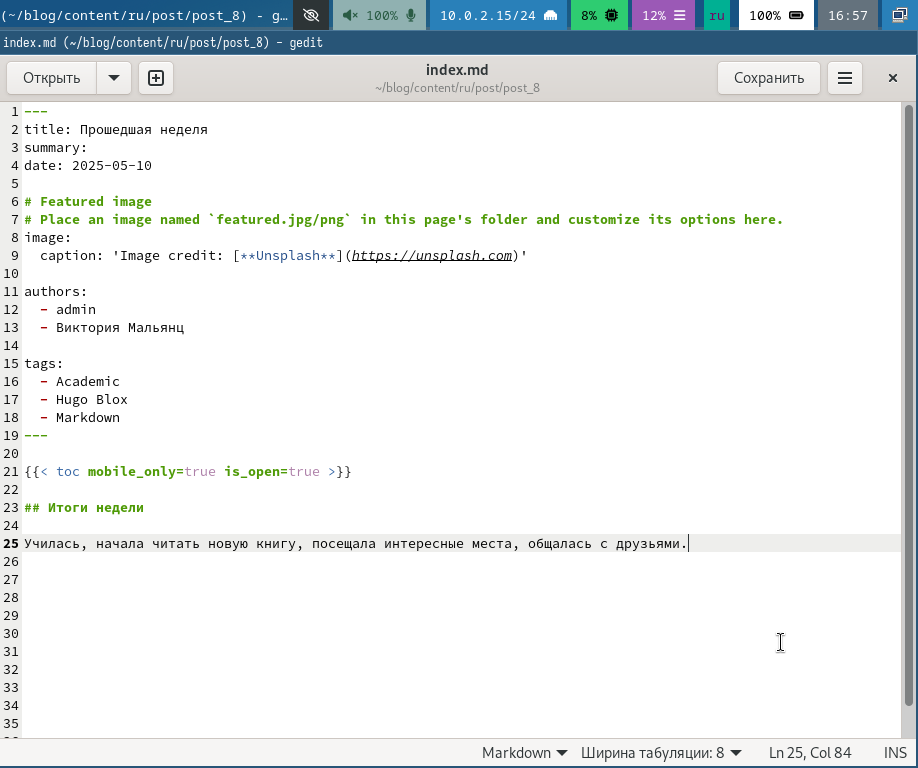 (~/blog/content/ru/post/post_8) - g… 100% 10.0.2.15/24 8% 12% ru 100% 16:57
index.md (~/blog/content/ru/post/post_8) - gedit
Открыть index.md Сохранить
~/blog/content/ru/post/post_8
1 ---
2 title: Прошедшая неделя
3 summary:
4 date: 2025-05-10
5
6 # Featured image
7 # Place an image named `featured.jpg/png` in this page's folder and customize its options here.
8 image:
9   caption: 'Image credit: [**Unsplash**](https://unsplash.com)'
10
11 authors:
12   - admin
13   - Виктория Мальянц
14
15 tags:
16   - Academic
17   - Hugo Blox
18   - Markdown
19 ---
20
21 {{< toc mobile_only=true is_open=true >}}
22
23 ## Итоги недели
24
25 Училась, начала читать новую книгу, посещала интересные места, общалась с друзьями.
26
27
28
29
30
31
32
33
34
35
Markdown Ширина табуляции: 8 Ln 25, Col 84 INS